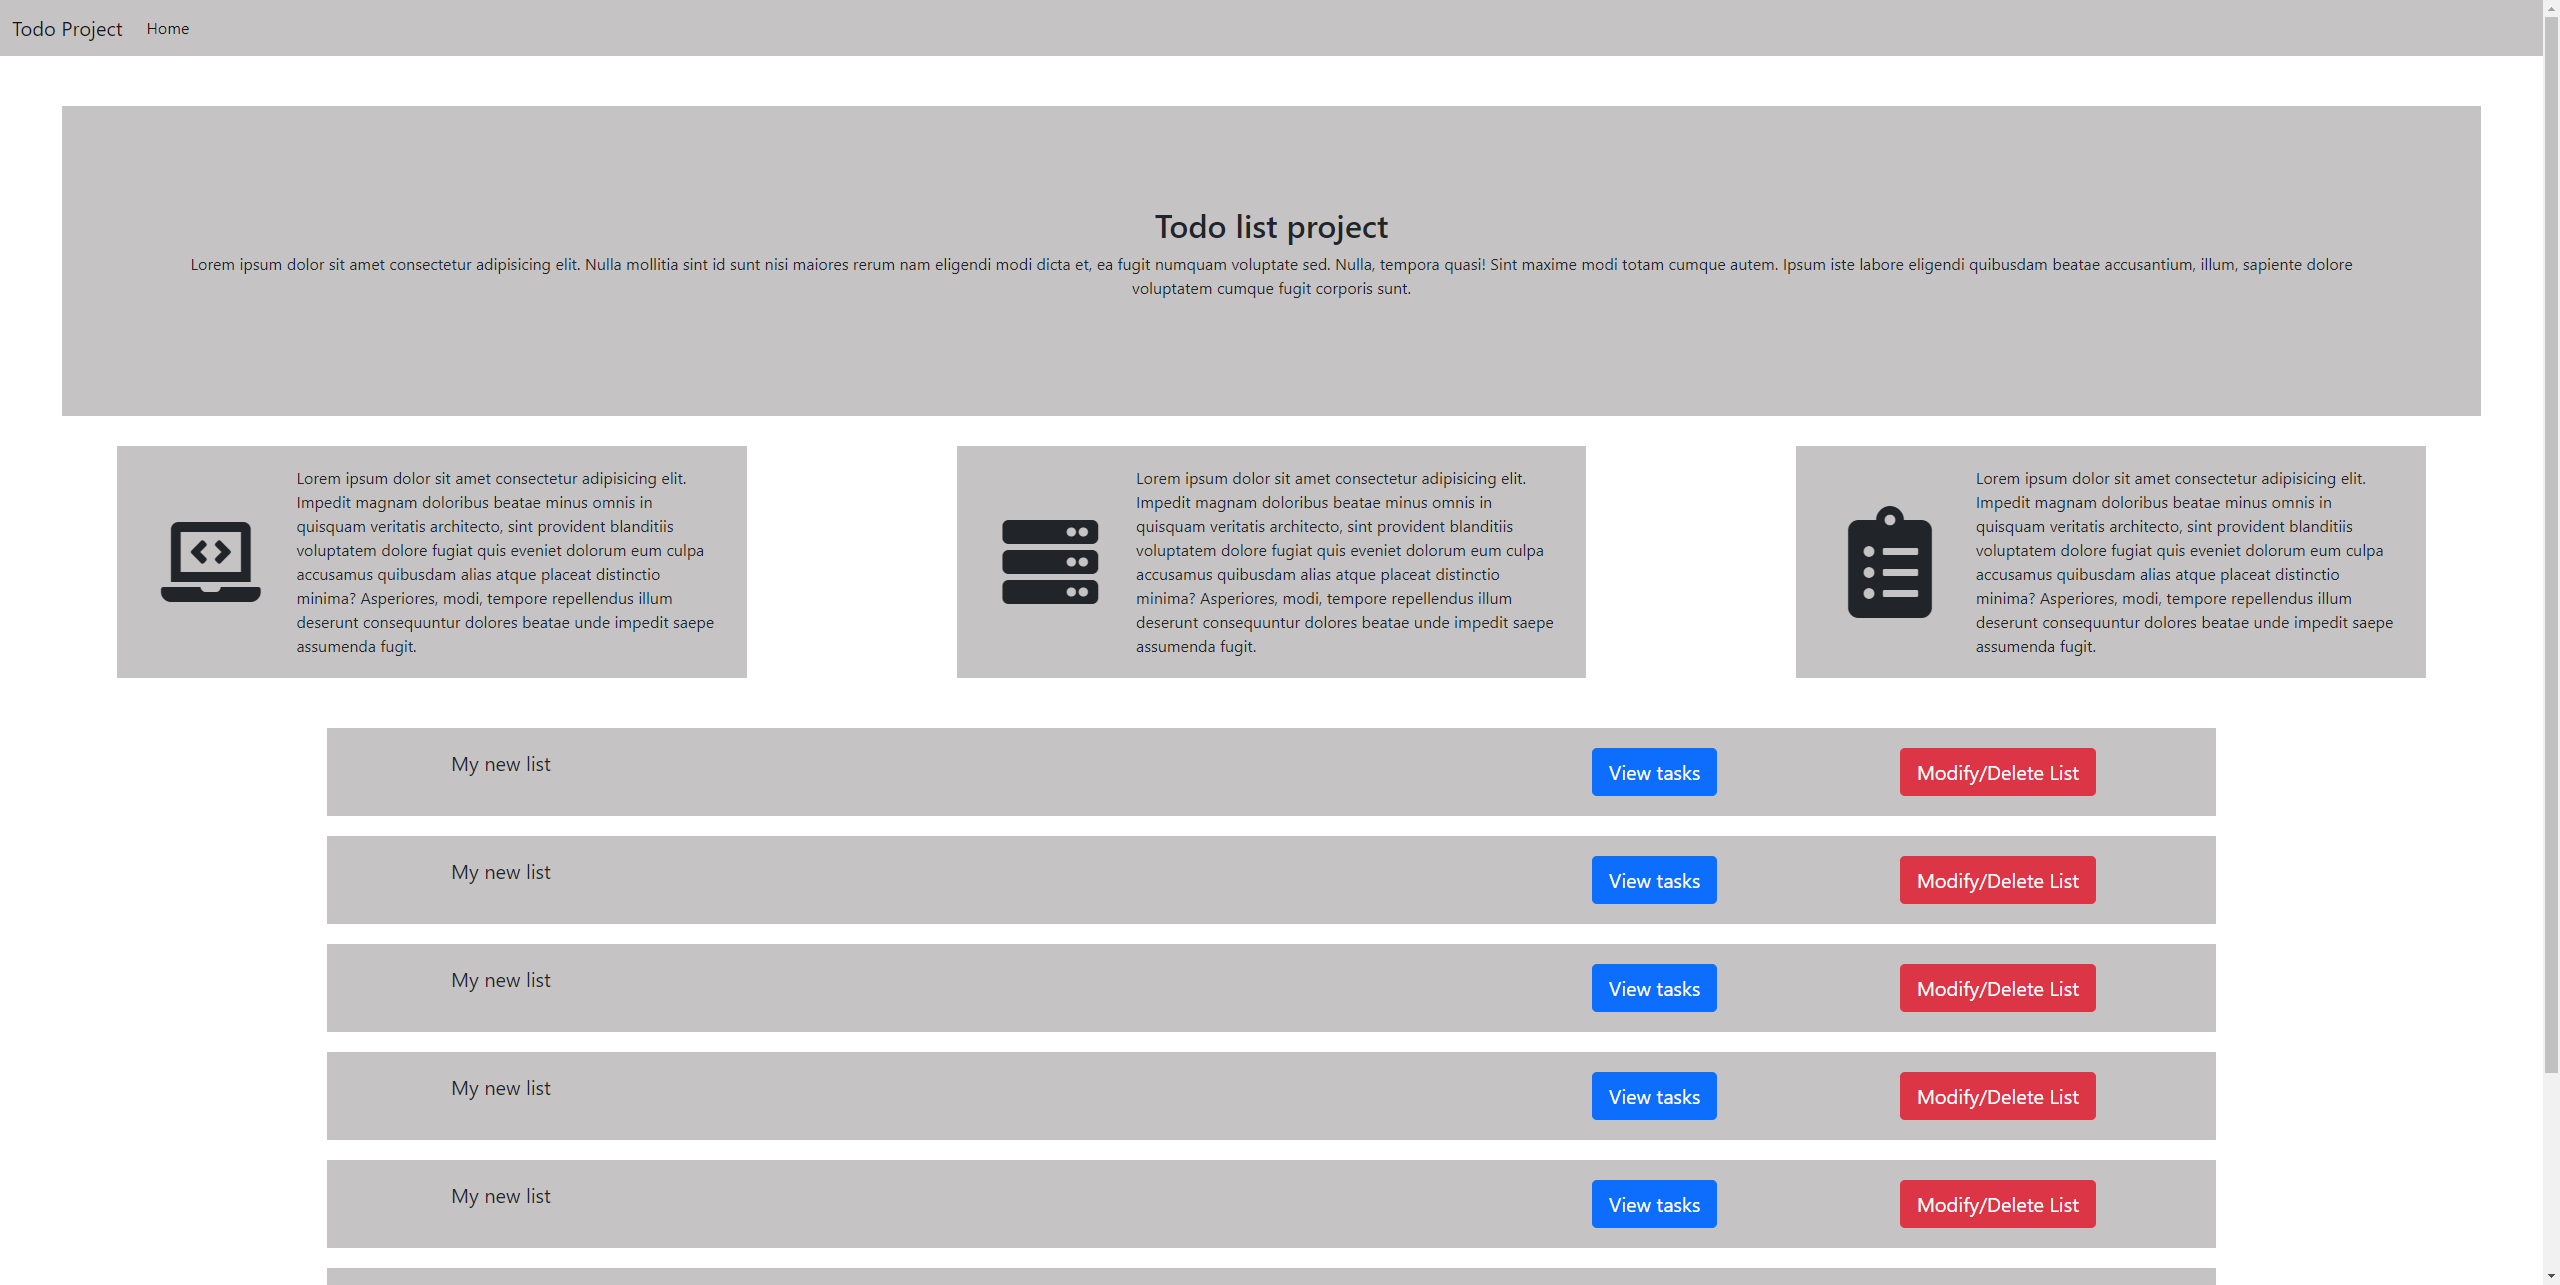 Todo Project Home
Todo list project
Lorem ipsum dolor sit amet consectetur adipisicing elit. Nulla mollitia sint id sunt nisi maiores rerum nam eligendi modi dicta et, ea fugit numquam voluptate sed. Nulla, tempora quasi! Sint maxime modi totam cumque autem. Ipsum iste labore eligendi quibusdam beatae accusantium, illum, sapiente dolore
voluptatem cumque fugit corporis sunt.
Lorem ipsum dolor sit amet consectetur adipisicing elit.
Impedit magnam doloribus beatae minus omnis in
quisquam veritatis architecto, sint provident blanditiis
voluptatem dolore fugiat quis eveniet dolorum eum culpa
accusamus quibusdam alias atque placeat distinctio
minima? Asperiores, modi, tempore repellendus illum
deserunt consequuntur dolores beatae unde impedit saepe
assumenda fugit.
Lorem ipsum dolor sit amet consectetur adipisicing elit.
Impedit magnam doloribus beatae minus omnis in
quisquam veritatis architecto, sint provident blanditiis
voluptatem dolore fugiat quis eveniet dolorum eum culpa
accusamus quibusdam alias atque placeat distinctio
minima? Asperiores, modi, tempore repellendus illum
deserunt consequuntur dolores beatae unde impedit saepe
assumenda fugit.
Lorem ipsum dolor sit amet consectetur adipisicing elit.
Impedit magnam doloribus beatae minus omnis in
quisquam veritatis architecto, sint provident blanditiis
voluptatem dolore fugiat quis eveniet dolorum eum culpa
accusamus quibusdam alias atque placeat distinctio
minima? Asperiores, modi, tempore repellendus illum
deserunt consequuntur dolores beatae unde impedit saepe
assumenda fugit.
My new list View tasks Modify/Delete List
My new list View tasks Modify/Delete List
My new list View tasks Modify/Delete List
My new list View tasks Modify/Delete List
My new list View tasks Modify/Delete List